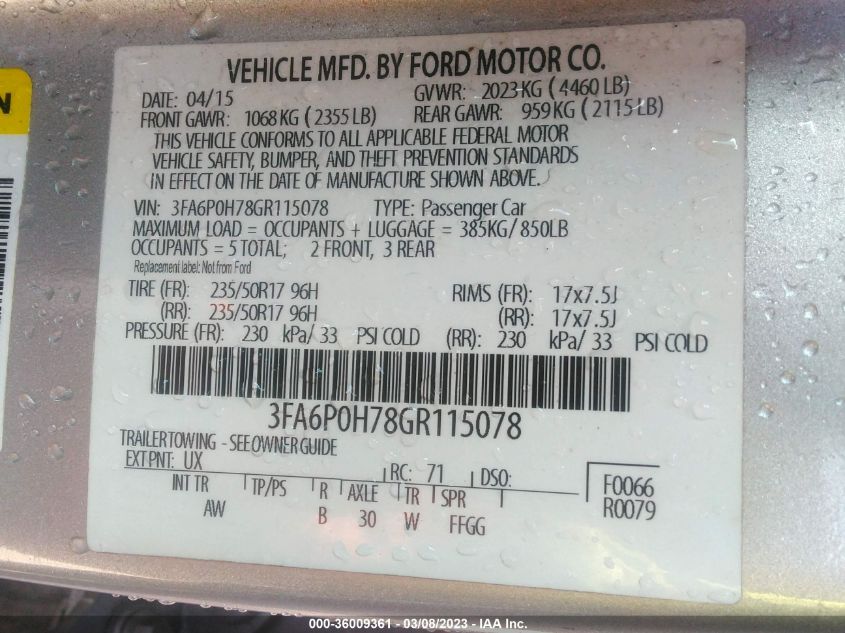 VEHICLE MFD. BY FORD MOTOR CO.
DATE: 04/15 GVWR: 2023 KG ( 4460 LB)
FRONT GAWR: 1068 KG ( 2355 LB) REAR GAWR: 959 KG ( 2115 LB)
THIS VEHICLE CONFORMS TO ALL APPLICABLE FEDERAL MOTOR
VEHICLE SAFETY, BUMPER, AND THEFT PREVENTION STANDARDS
IN EFFECT ON THE DATE OF MANUFACTURE SHOWN ABOVE.
VIN: 3FA6P0H78GR115078 TYPE: Passenger Car
MAXIMUM LOAD = OCCUPANTS + LUGGAGE = 385KG/ 850LB
OCCUPANTS = 5 TOTAL; 2 FRONT, 3 REAR
Replacement label: Not from Ford
TIRE (FR): 235/50R17 96H RIMS (FR): 17x7.5J
(RR): 235/50R17 96H (RR): 17x7.5J
PRESSURE (FR): 230 kPa/ 33 PSI COLD (RR): 230 kPa/ 33 PSI COLD
3FA6P0H78GR115078
TRAILER TOWING - SEE OWNER GUIDE
EXT PNT: UX RC: 71 DSO:
INT TR TP/PS R AXLE TR SPR F0066
AW B 30 W FFGG R0079
N
000-36009361 - 03/08/2023 - IAA Inc.